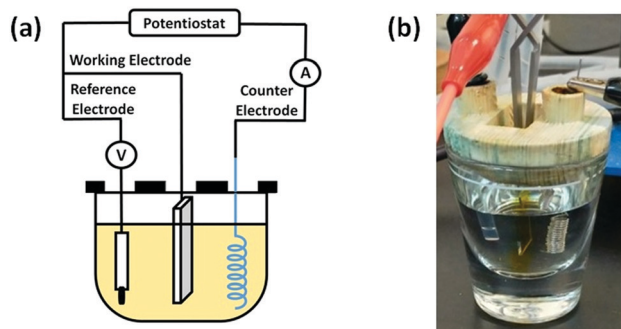 (a)
Potentiostat
Working Electrode
Reference
Electrode
Counter
Electrode
A
V
(b)